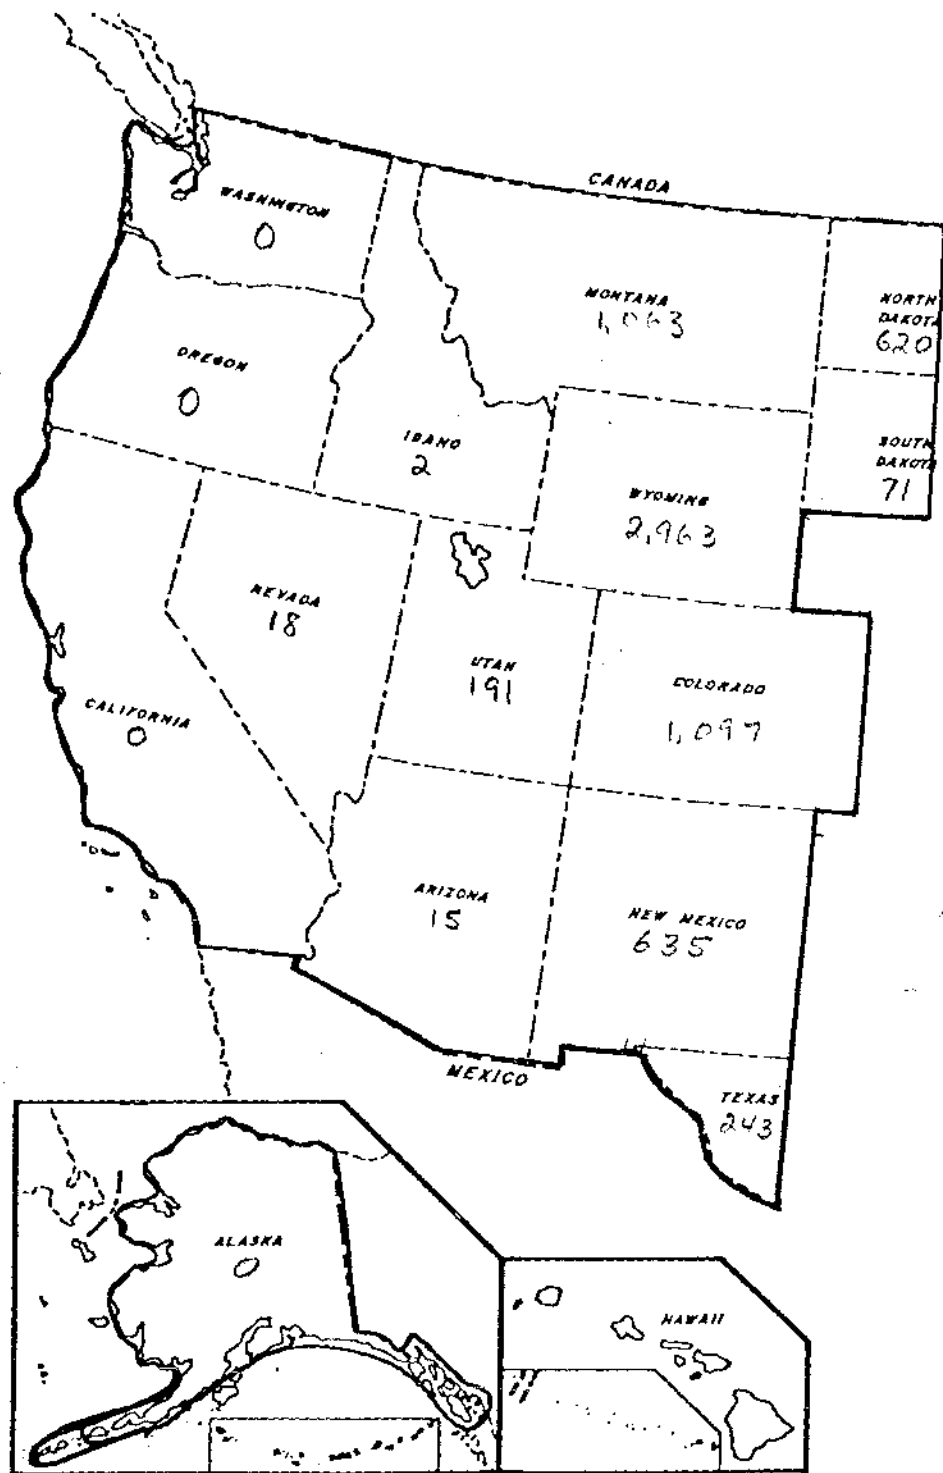 CANADA
WASHINGTON
0
MONTANA
1,063
NORTH
DAKOTA
620
OREGON
0
IDAHO
2
SOUTH
DAKOTA
71
WYOMING
2,963
NEVADA
18
UTAH
191
COLORADO
1,097
CALIFORNIA
0
ARIZONA
15
NEW MEXICO
635
MEXICO
TEXAS
243
ALASKA
0
HAWAII